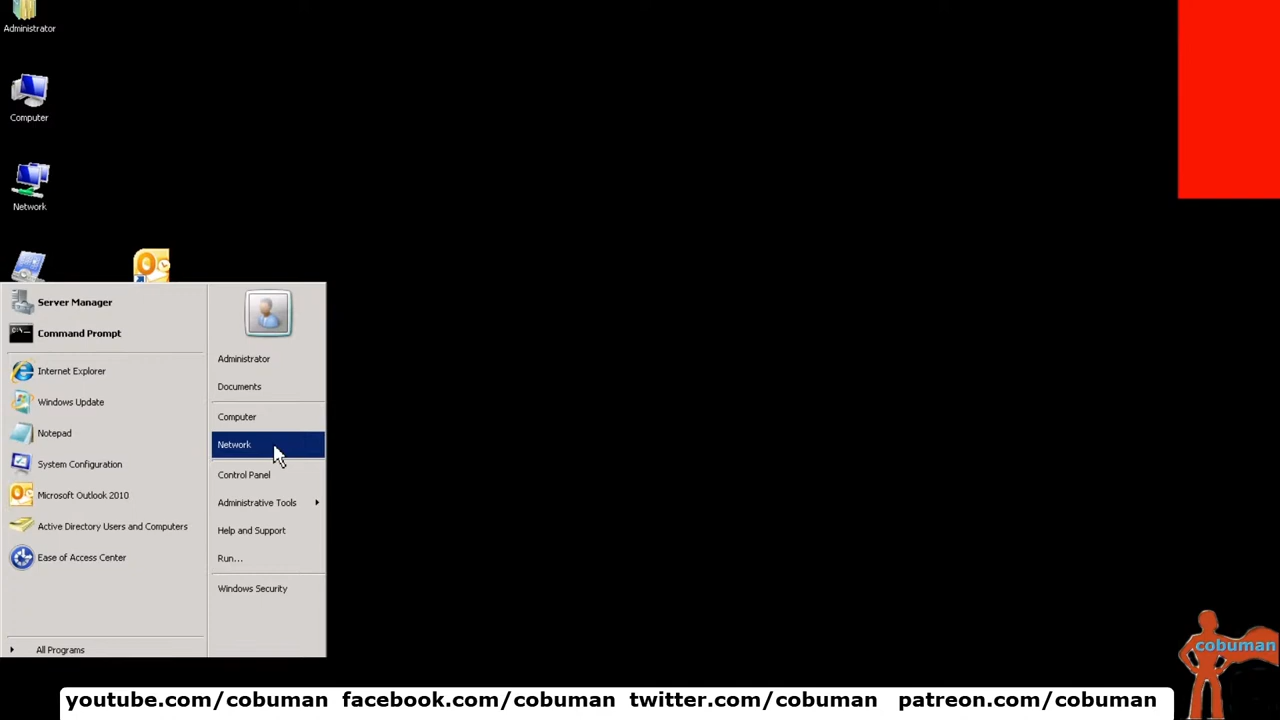 Administrator
Computer
Network
Server Manager
Command Prompt
Internet Explorer
Windows Update
Notepad
System Configuration
Microsoft Outlook 2010
Active Directory Users and Computers
Ease of Access Center
All Programs
Administrator
Documents
Computer
Network
Control Panel
Administrative Tools
Help and Support
Run...
Windows Security
cobuman
youtube.com/cobuman facebook.com/cobuman twitter.com/cobuman patreon.com/cobuman